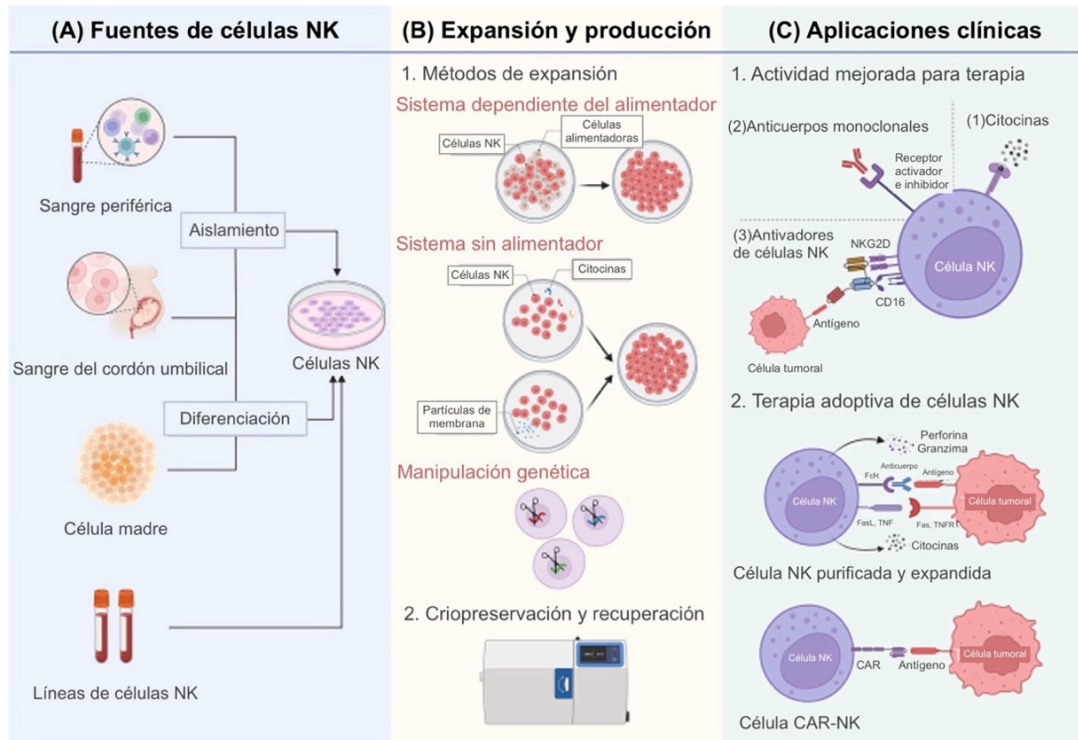 (A) Fuentes de células NK
Sangre periférica
Aislamiento
Sangre del cordón umbilical
Células NK
Diferenciación
Célula madre
Líneas de células NK
(B) Expansión y producción
1. Métodos de expansión
Sistema dependiente del alimentador
Células NK
Células
alimentadoras
Sistema sin alimentador
Células NK
Citocinas
Partículas de
membrana
Manipulación genética
2. Criopreservación y recuperación
(C) Aplicaciones clínicas
1. Actividad mejorada para terapia
(1)Citocinas
(2)Anticuerpos monoclonales
Receptor
activador
e inhibidor
(3)Antivadores
de células NK
NKG2D
Célula NK
CD16
Antígeno
Célula tumoral
2. Terapia adoptiva de células NK
Perforina
Granzima
FcR
Anticuerpo
Antígeno
Célula NK
Célula tumoral
FasL, TNF
Fas, TNFR
Citocinas
Célula NK purificada y expandida
Célula NK
CAR
Antígeno
Célula tumoral
Célula CAR-NK